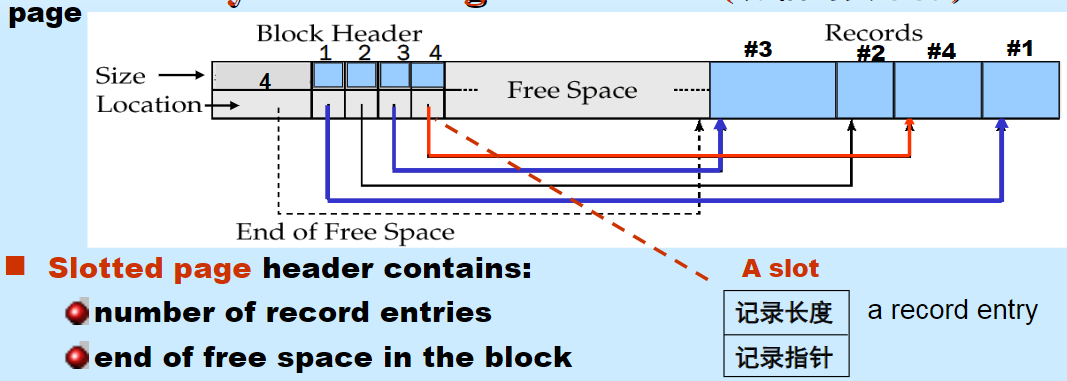 page
Block Header
Records
1 2 3 4
#3 #2 #4 #1
Size
4
Free Space
Location
End of Free Space
Slotted page header contains:
A slot
number of record entries
记录长度
a record entry
end of free space in the block
记录指针